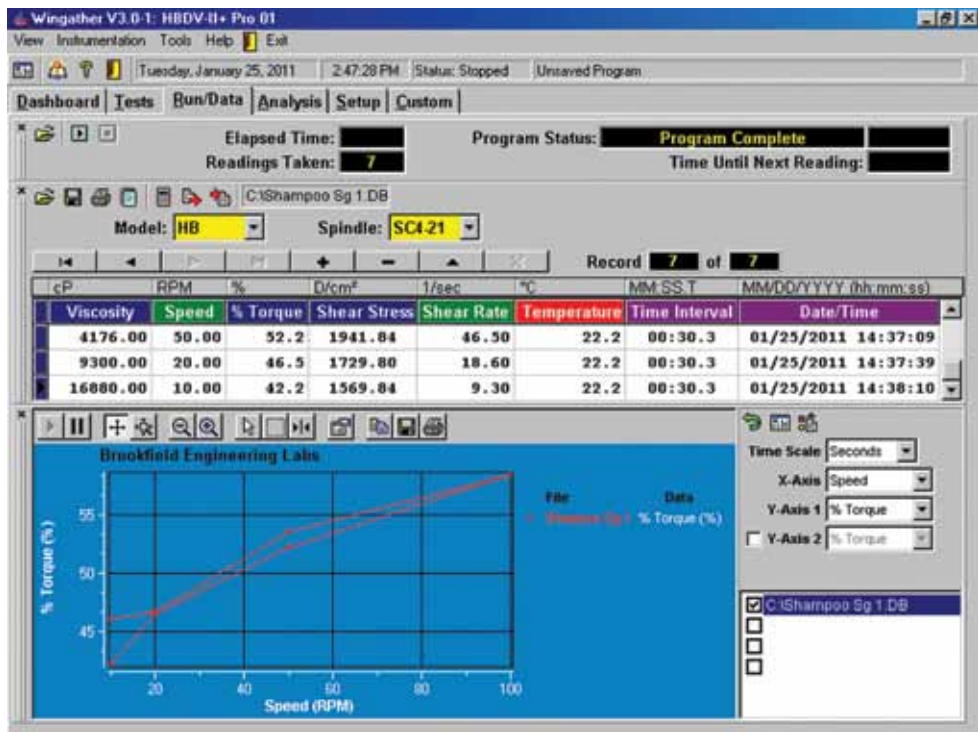 Wingather V3.0-1: HBDV-II+ Pro 01
View Instrumentation Tools Help Exit
Tuesday, January 25, 2011 2:47:28 PM Status: Stopped Unsaved Program
Dashboard Tests Run/Data Analysis Setup Custom
Elapsed Time: Program Status: Program Complete
Readings Taken: 7 Time Until Next Reading:
C:\Shampoo Sg 1.DB
Model: HB Spindle: SC4-21
Record 7 of 7
cP RPM % D/cm² 1/sec °C MM:SS.T MM/DD/YYYY (hh:mm:ss)
Viscosity Speed % Torque Shear Stress Shear Rate Temperature Time Interval Date/Time
4176.00 50.00 52.2 1941.84 46.50 22.2 00:30.3 01/25/2011 14:37:09
9300.00 20.00 46.5 1729.80 18.60 22.2 00:30.3 01/25/2011 14:37:39
16880.00 10.00 42.2 1569.84 9.30 22.2 00:30.3 01/25/2011 14:38:10
Brookfield Engineering Labs
File Data
Shampoo Sg 1 % Torque (%)
% Torque (%)
55
50
45
20 40 60 80 100
Speed (RPM)
Time Scale Seconds
X-Axis Speed
Y-Axis 1 % Torque
Y-Axis 2 % Torque
C:\Shampoo Sg 1.DB